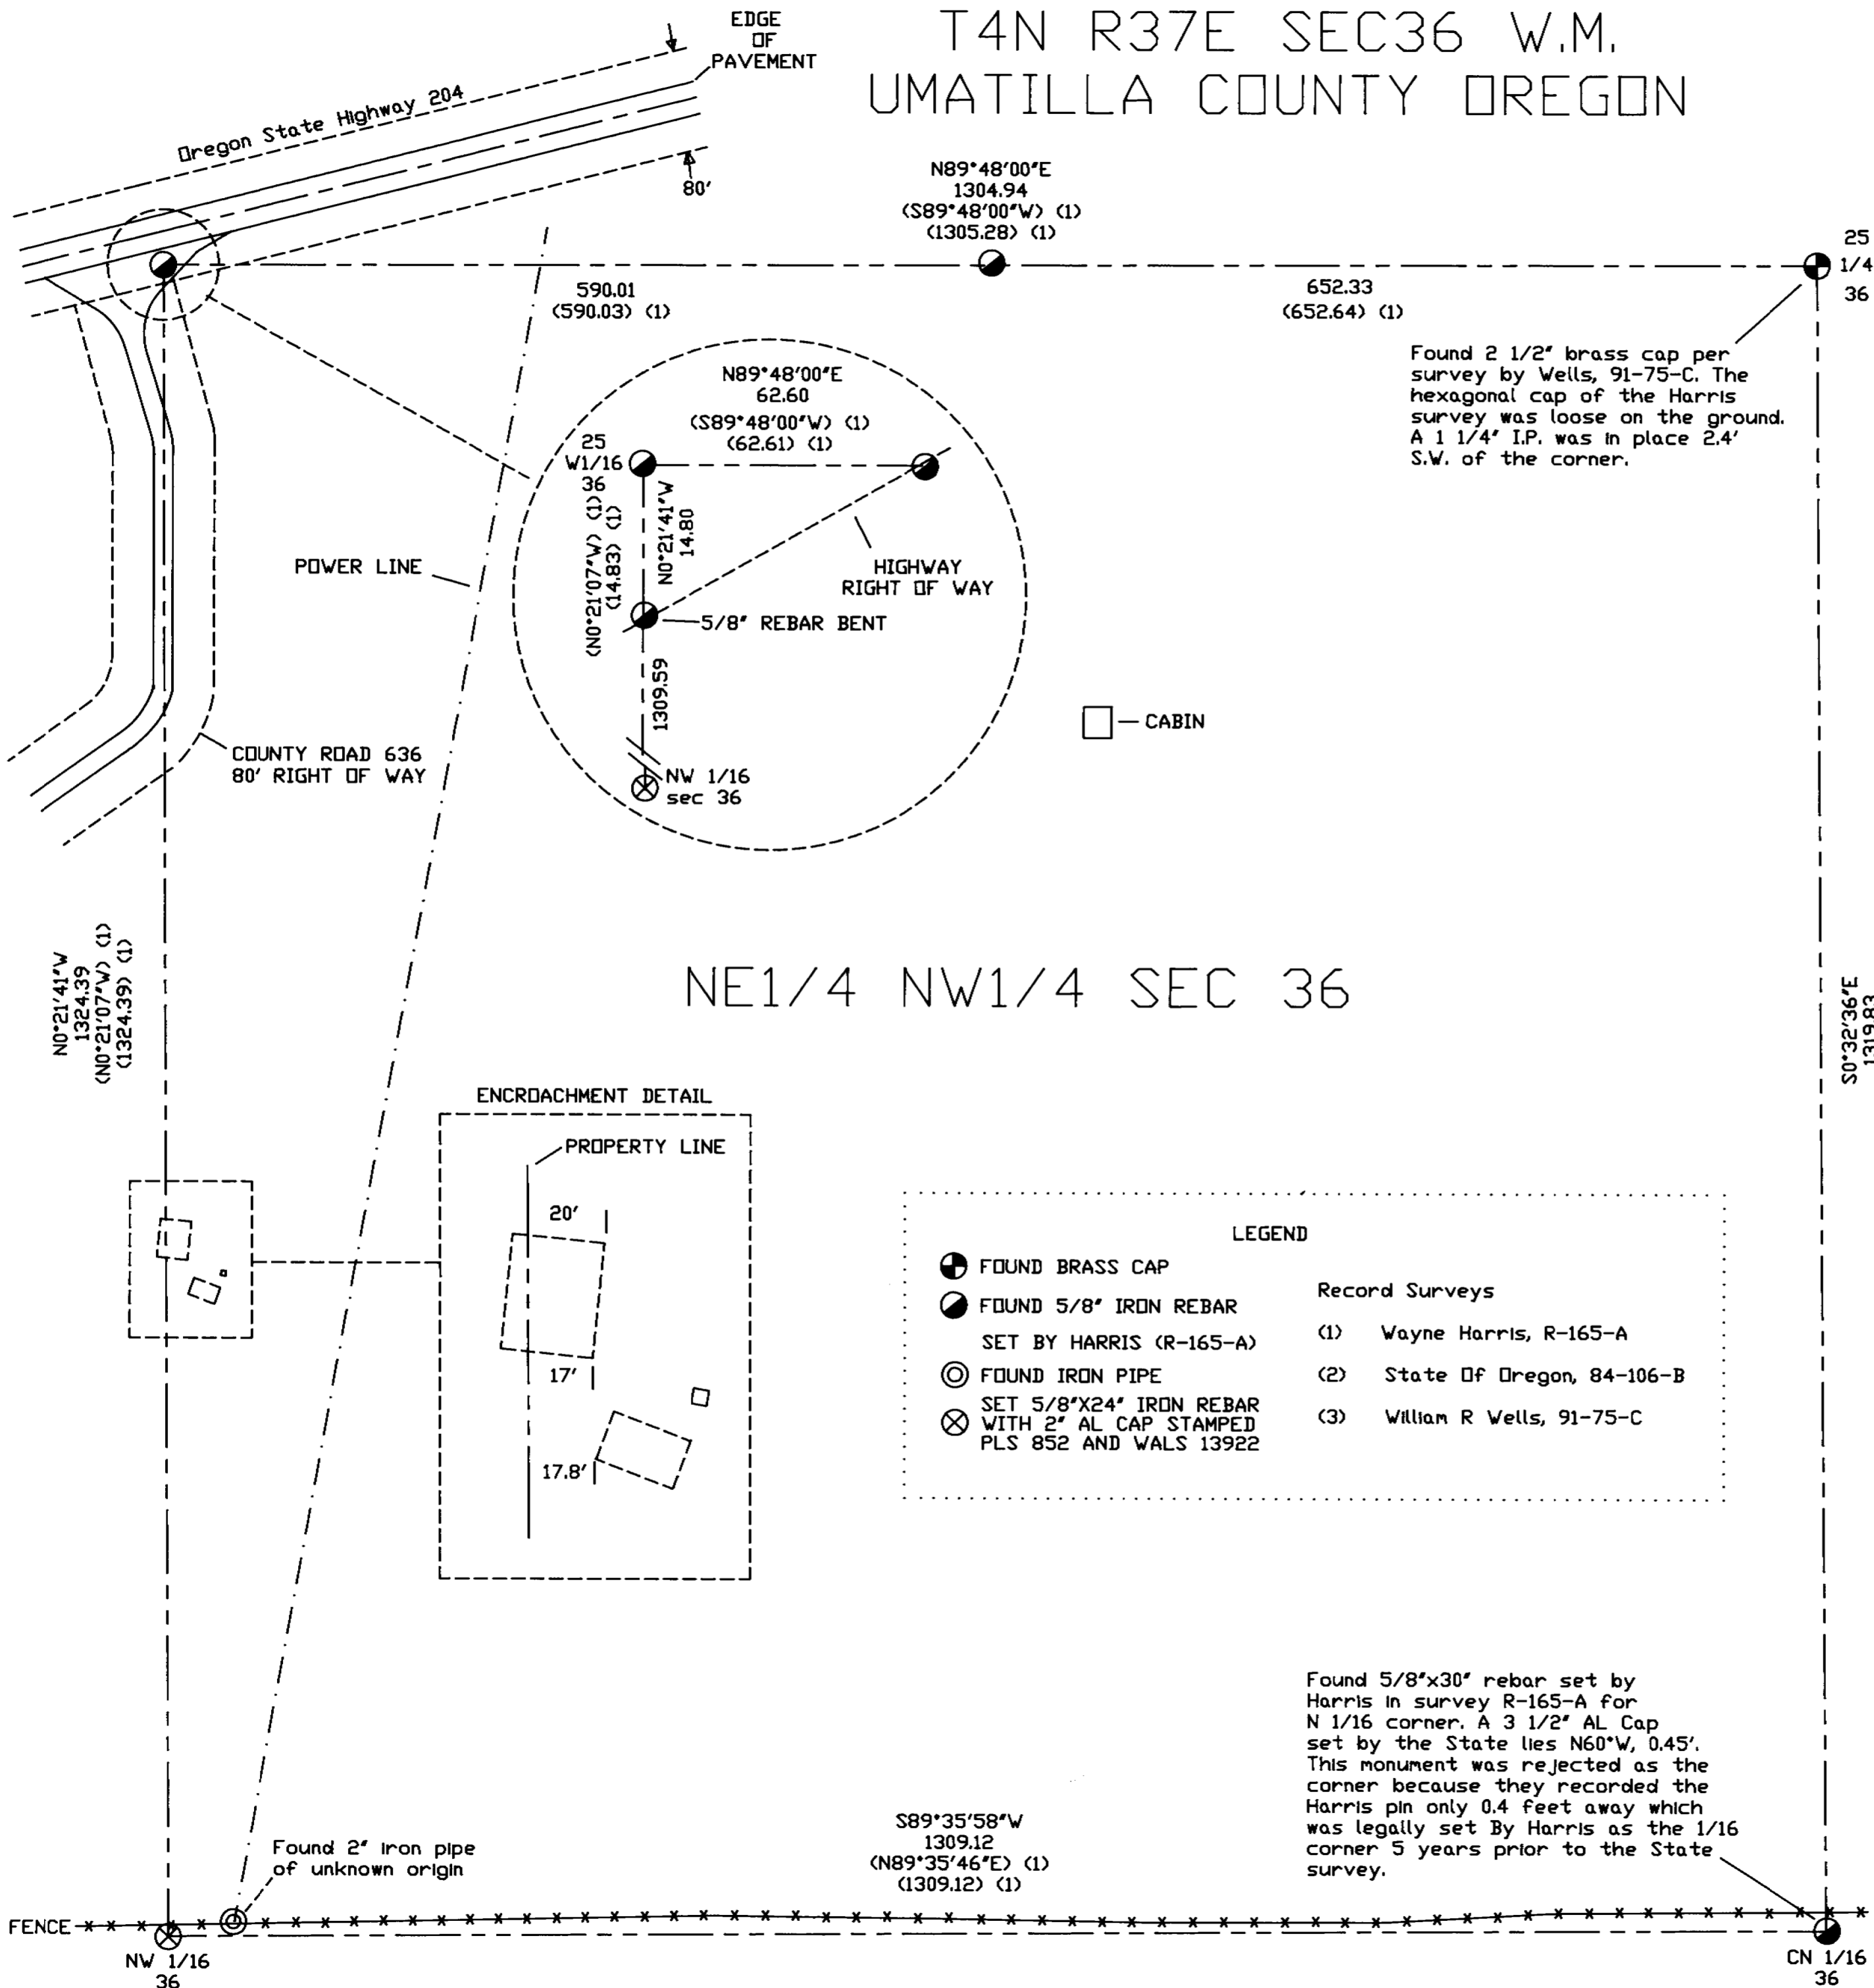 T4N R37E SEC36 W.M.
UMATILLA COUNTY OREGON
EDGE
OF
PAVEMENT
Oregon State Highway 204
80'
N89°48'00"E
1304.94
(S89°48'00"W) (1)
(1305.28) (1)
25
1/4
36
590.01
(590.03) (1)
652.33
(652.64) (1)
Found 2 1/2" brass cap per
survey by Wells, 91-75-C. The
hexagonal cap of the Harris
survey was loose on the ground.
A 1 1/4" I.P. was in place 2.4'
S.W. of the corner.
N89°48'00"E
62.60
(S89°48'00"W) (1)
(62.61) (1)
25
W1/16
36
(N0°21'07"W) (1)
(14.83) (1)
N0°21'41"W
14.80
HIGHWAY
RIGHT OF WAY
5/8" REBAR BENT
1309.59
NW 1/16
sec 36
POWER LINE
CABIN
COUNTY ROAD 636
80' RIGHT OF WAY
N0°21'41"W
1324.39
(N0°21'07"W) (1)
(1324.39) (1)
NE1/4 NW1/4 SEC 36
S0°32'36"E
1319.83
ENCROACHMENT DETAIL
PROPERTY LINE
20'
17'
17.8'
LEGEND
FOUND BRASS CAP
FOUND 5/8" IRON REBAR
SET BY HARRIS (R-165-A)
FOUND IRON PIPE
SET 5/8"X24" IRON REBAR
WITH 2" AL CAP STAMPED
PLS 852 AND WALS 13922
Record Surveys
(1) Wayne Harris, R-165-A
(2) State Of Oregon, 84-106-B
(3) William R Wells, 91-75-C
Found 5/8"x30" rebar set by
Harris in survey R-165-A for
N 1/16 corner. A 3 1/2" AL Cap
set by the State lies N60°W, 0.45'.
This monument was rejected as the
corner because they recorded the
Harris pin only 0.4 feet away which
was legally set By Harris as the 1/16
corner 5 years prior to the State
survey.
Found 2" iron pipe
of unknown origin
S89°35'58"W
1309.12
(N89°35'46"E) (1)
(1309.12) (1)
FENCE
NW 1/16
36
CN 1/16
36